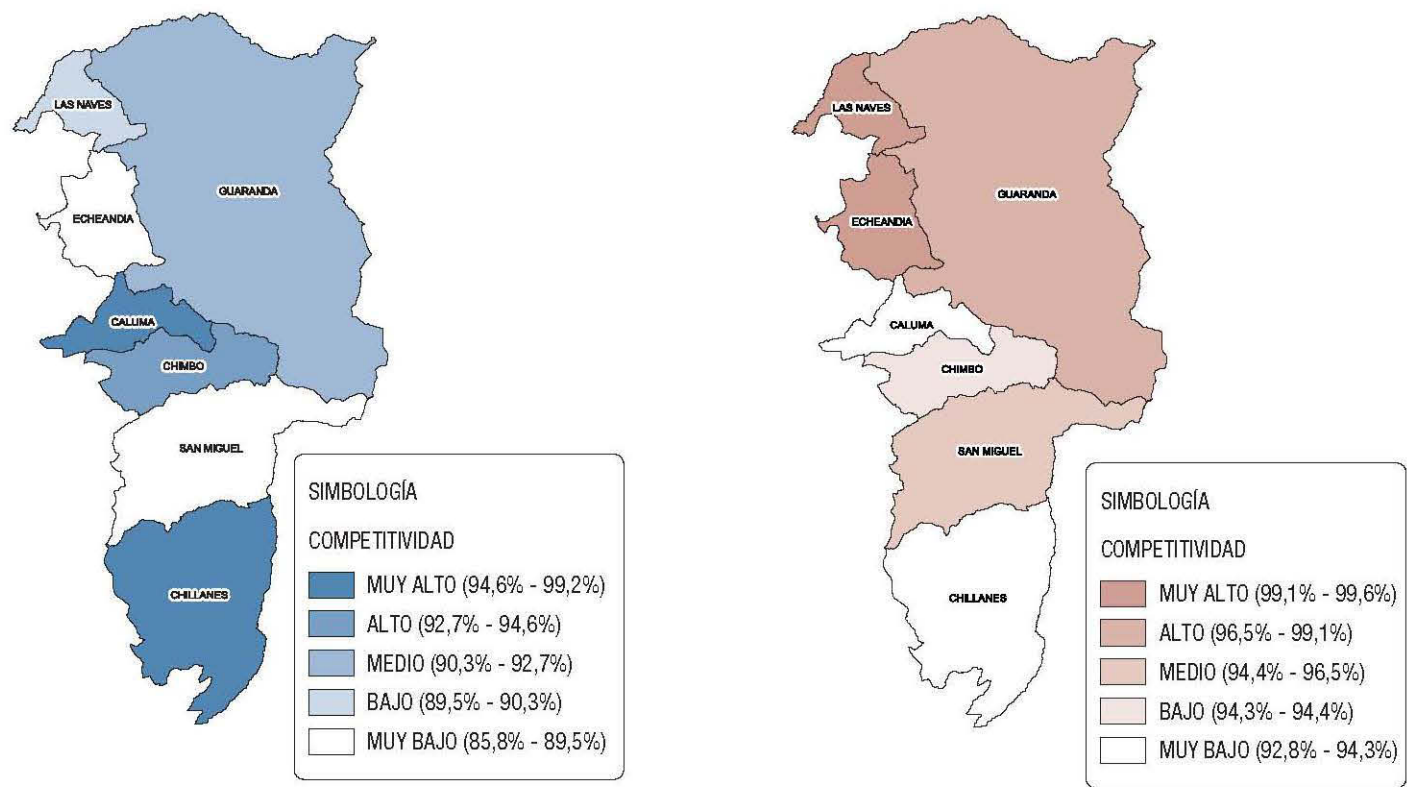 LAS NAVES
GUARANDA
ECHEANDIA
CALUMA
CHIMBO
SAN MIGUEL
CHILLANES
SIMBOLOGÍA
COMPETITIVIDAD
MUY ALTO (94,6% - 99,2%)
ALTO (92,7% - 94,6%)
MEDIO (90,3% - 92,7%)
BAJO (89,5% - 90,3%)
MUY BAJO (85,8% - 89,5%)
LAS NAVES
GUARANDA
ECHEANDIA
CALUMA
CHIMBO
SAN MIGUEL
CHILLANES
SIMBOLOGÍA
COMPETITIVIDAD
MUY ALTO (99,1% - 99,6%)
ALTO (96,5% - 99,1%)
MEDIO (94,4% - 96,5%)
BAJO (94,3% - 94,4%)
MUY BAJO (92,8% - 94,3%)